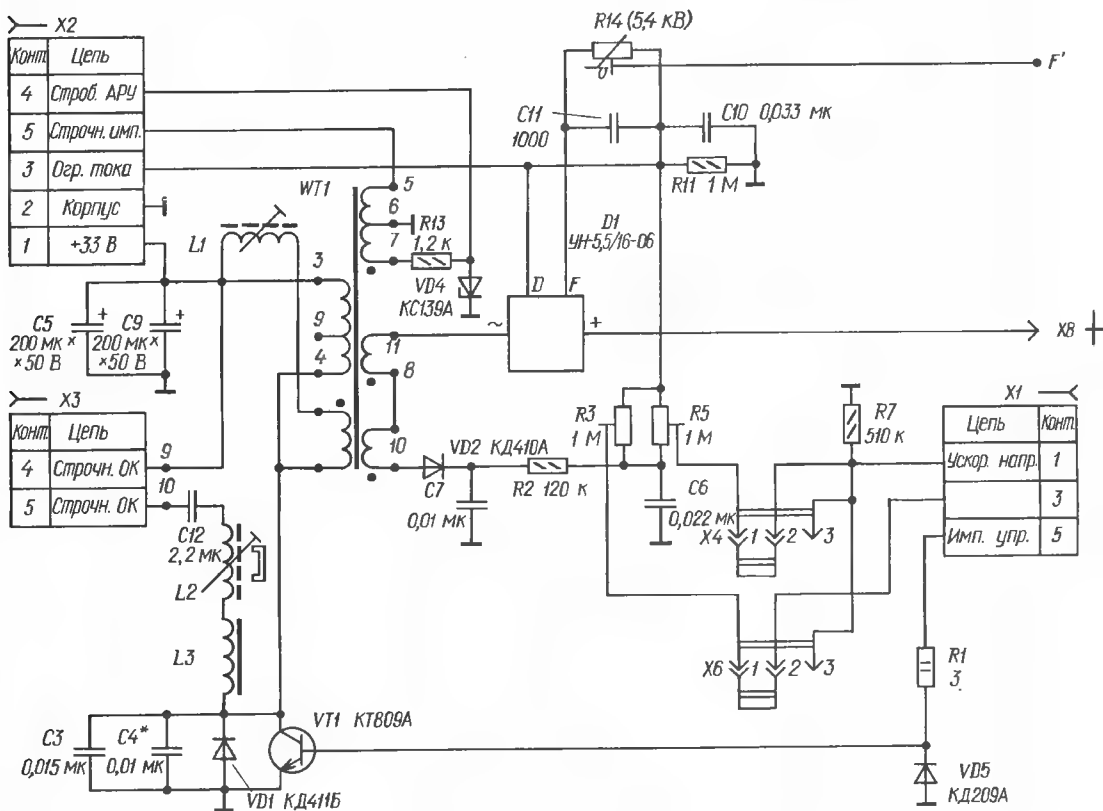 X2
Конт. Цепь
4 Строб. АРУ
5 Строчн. имп.
3 Огр. тока
2 Корпус
1 +33 В
R14 (5,4 кВ)
F'
C11
1000
C10 0,033 мк
R11 1 М
WT1
5
6
7
R13
1,2 к
L1
3
9
4
VD4
КС139А
D1
УН-5,5/16-06
D F
~
+
X8
C5
200 мк ×
×50 В
C9
200 мк ×
×50 В
11
8
10
X3
Конт. Цепь
4 Строчн. ОК
5 Строчн. ОК
9
10
VD2 КД410А
C7
0,01 мк
R2 120 к
R3
1 М
R5
1 М
C6
0,022 мк
R7
510 к
X1
Цепь Конт.
Ускор. напр. 1
3
Имп. упр. 5
X4 1 2 3
X6 1 2 3
C12
2,2 мк
L2
L3
R1
3
C3
0,015 мк
C4*
0,01 мк
VT1 КТ809А
VD1 КД411Б
VD5
КД209А